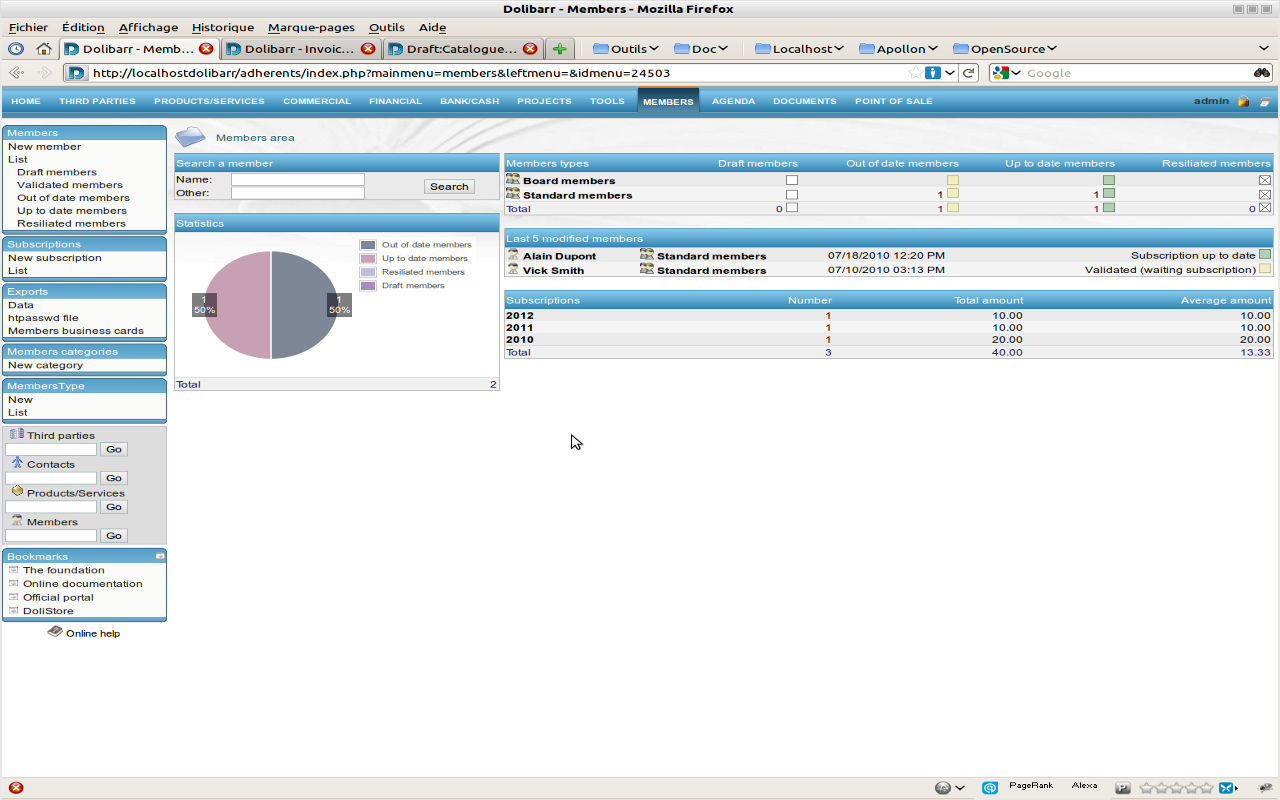 Dolibarr - Members - Mozilla Firefox
Fichier Édition Affichage Historique Marque-pages Outils Aide
Dolibarr - Memb... Dolibarr - Invoic... Draft:Catalogue... Outils Doc Localhost Apollon OpenSource
http://localhostdolibarr/adherents/index.php?mainmenu=members&leftmenu=&idmenu=24503 Google
HOME THIRD PARTIES PRODUCTS/SERVICES COMMERCIAL FINANCIAL BANK/CASH PROJECTS TOOLS MEMBERS AGENDA DOCUMENTS POINT OF SALE admin
Members
New member
List
Draft members
Validated members
Out of date members
Up to date members
Resiliated members
Subscriptions
New subscription
List
Exports
Data
htpasswd file
Members business cards
Members categories
New category
MembersType
New
List
Third parties
Go
Contacts
Go
Products/Services
Go
Members
Go
Bookmarks
The foundation
Online documentation
Official portal
DoliStore
Online help
Members area
Search a member
Name:
Other:
Search
Statistics
Out of date members
Up to date members
Resiliated members
Draft members
1
50%
1
50%
Total 2
Members types Draft members Out of date members Up to date members Resiliated members
Board members
Standard members 1 1
Total 0 1 1 0
Last 5 modified members
Alain Dupont Standard members 07/18/2010 12:20 PM Subscription up to date
Vick Smith Standard members 07/10/2010 03:13 PM Validated (waiting subscription)
Subscriptions Number Total amount Average amount
2012 1 10.00 10.00
2011 1 10.00 10.00
2010 1 20.00 20.00
Total 3 40.00 13.33
PageRank Alexa